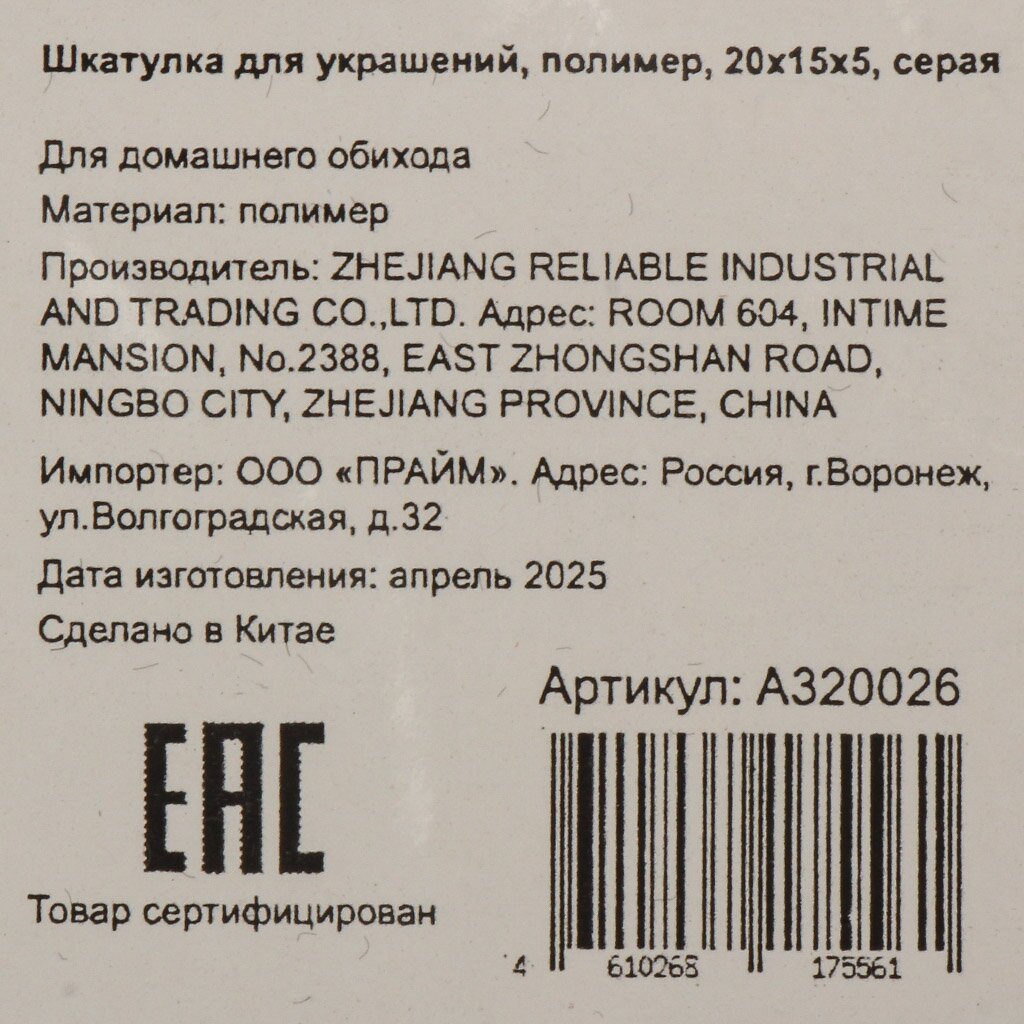 Шкатулка для украшений, полимер, 20х15х5, серая
Для домашнего обихода
Материал: полимер
Производитель: ZHEJIANG RELIABLE INDUSTRIAL
AND TRADING CO.,LTD. Адрес: ROOM 604, INTIME
MANSION, No.2388, EAST ZHONGSHAN ROAD,
NINGBO CITY, ZHEJIANG PROVINCE, CHINA
Импортер: ООО «ПРАЙМ». Адрес: Россия, г.Воронеж,
ул.Волгоградская, д.32
Дата изготовления: апрель 2025
Сделано в Китае
Артикул: А320026
EAC
Товар сертифицирован
4 610268 175561